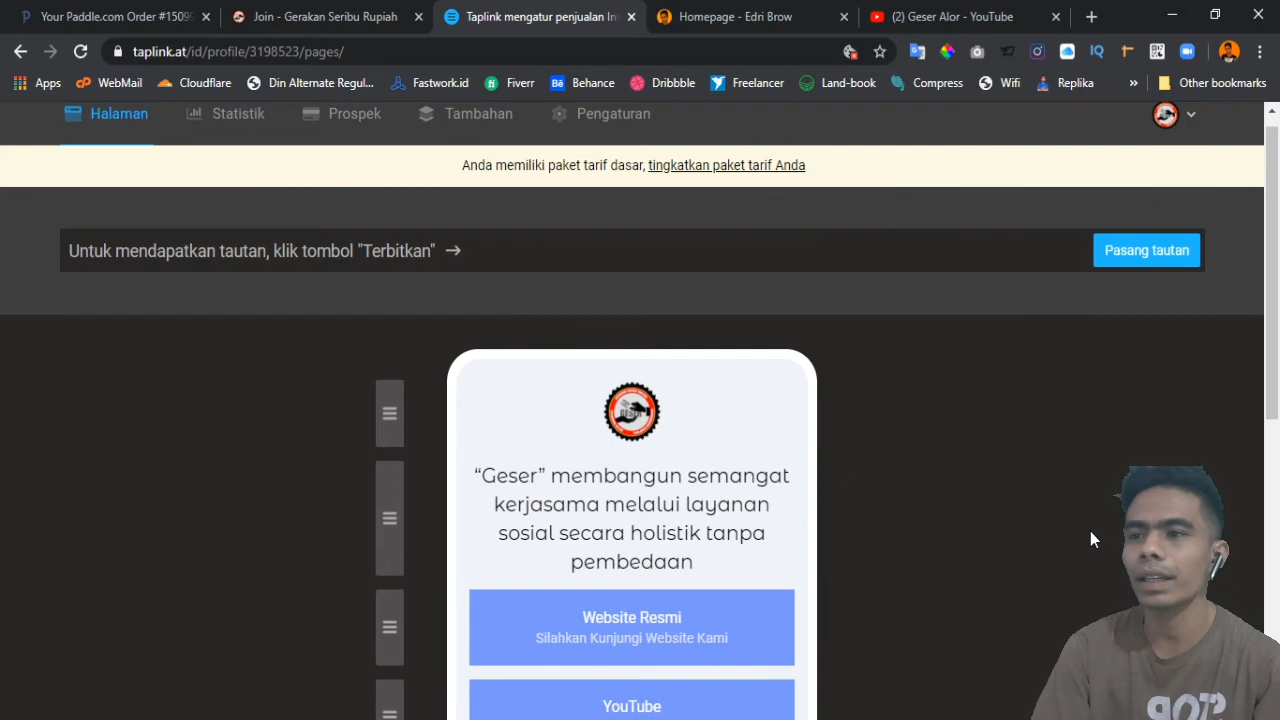 Your Paddle.com Order #1509
Join - Gerakan Seribu Rupiah
Taplink mengatur penjualan In
Homepage - Edri Brow
(2) Geser Alor - YouTube
taplink.at/id/profile/3198523/pages/
Apps
WebMail
Cloudflare
Din Alternate Regul...
Fastwork.id
Fiverr
Behance
Dribbble
Freelancer
Land-book
Compress
Wifi
Replika
»
Other bookmarks
Halaman
Statistik
Prospek
Tambahan
Pengaturan
Anda memiliki paket tarif dasar, tingkatkan paket tarif Anda
Untuk mendapatkan tautan, klik tombol "Terbitkan" →
Pasang tautan
“Geser” membangun semangat
kerjasama melalui layanan
sosial secara holistik tanpa
pembedaan
Website Resmi
Silahkan Kunjungi Website Kami
YouTube